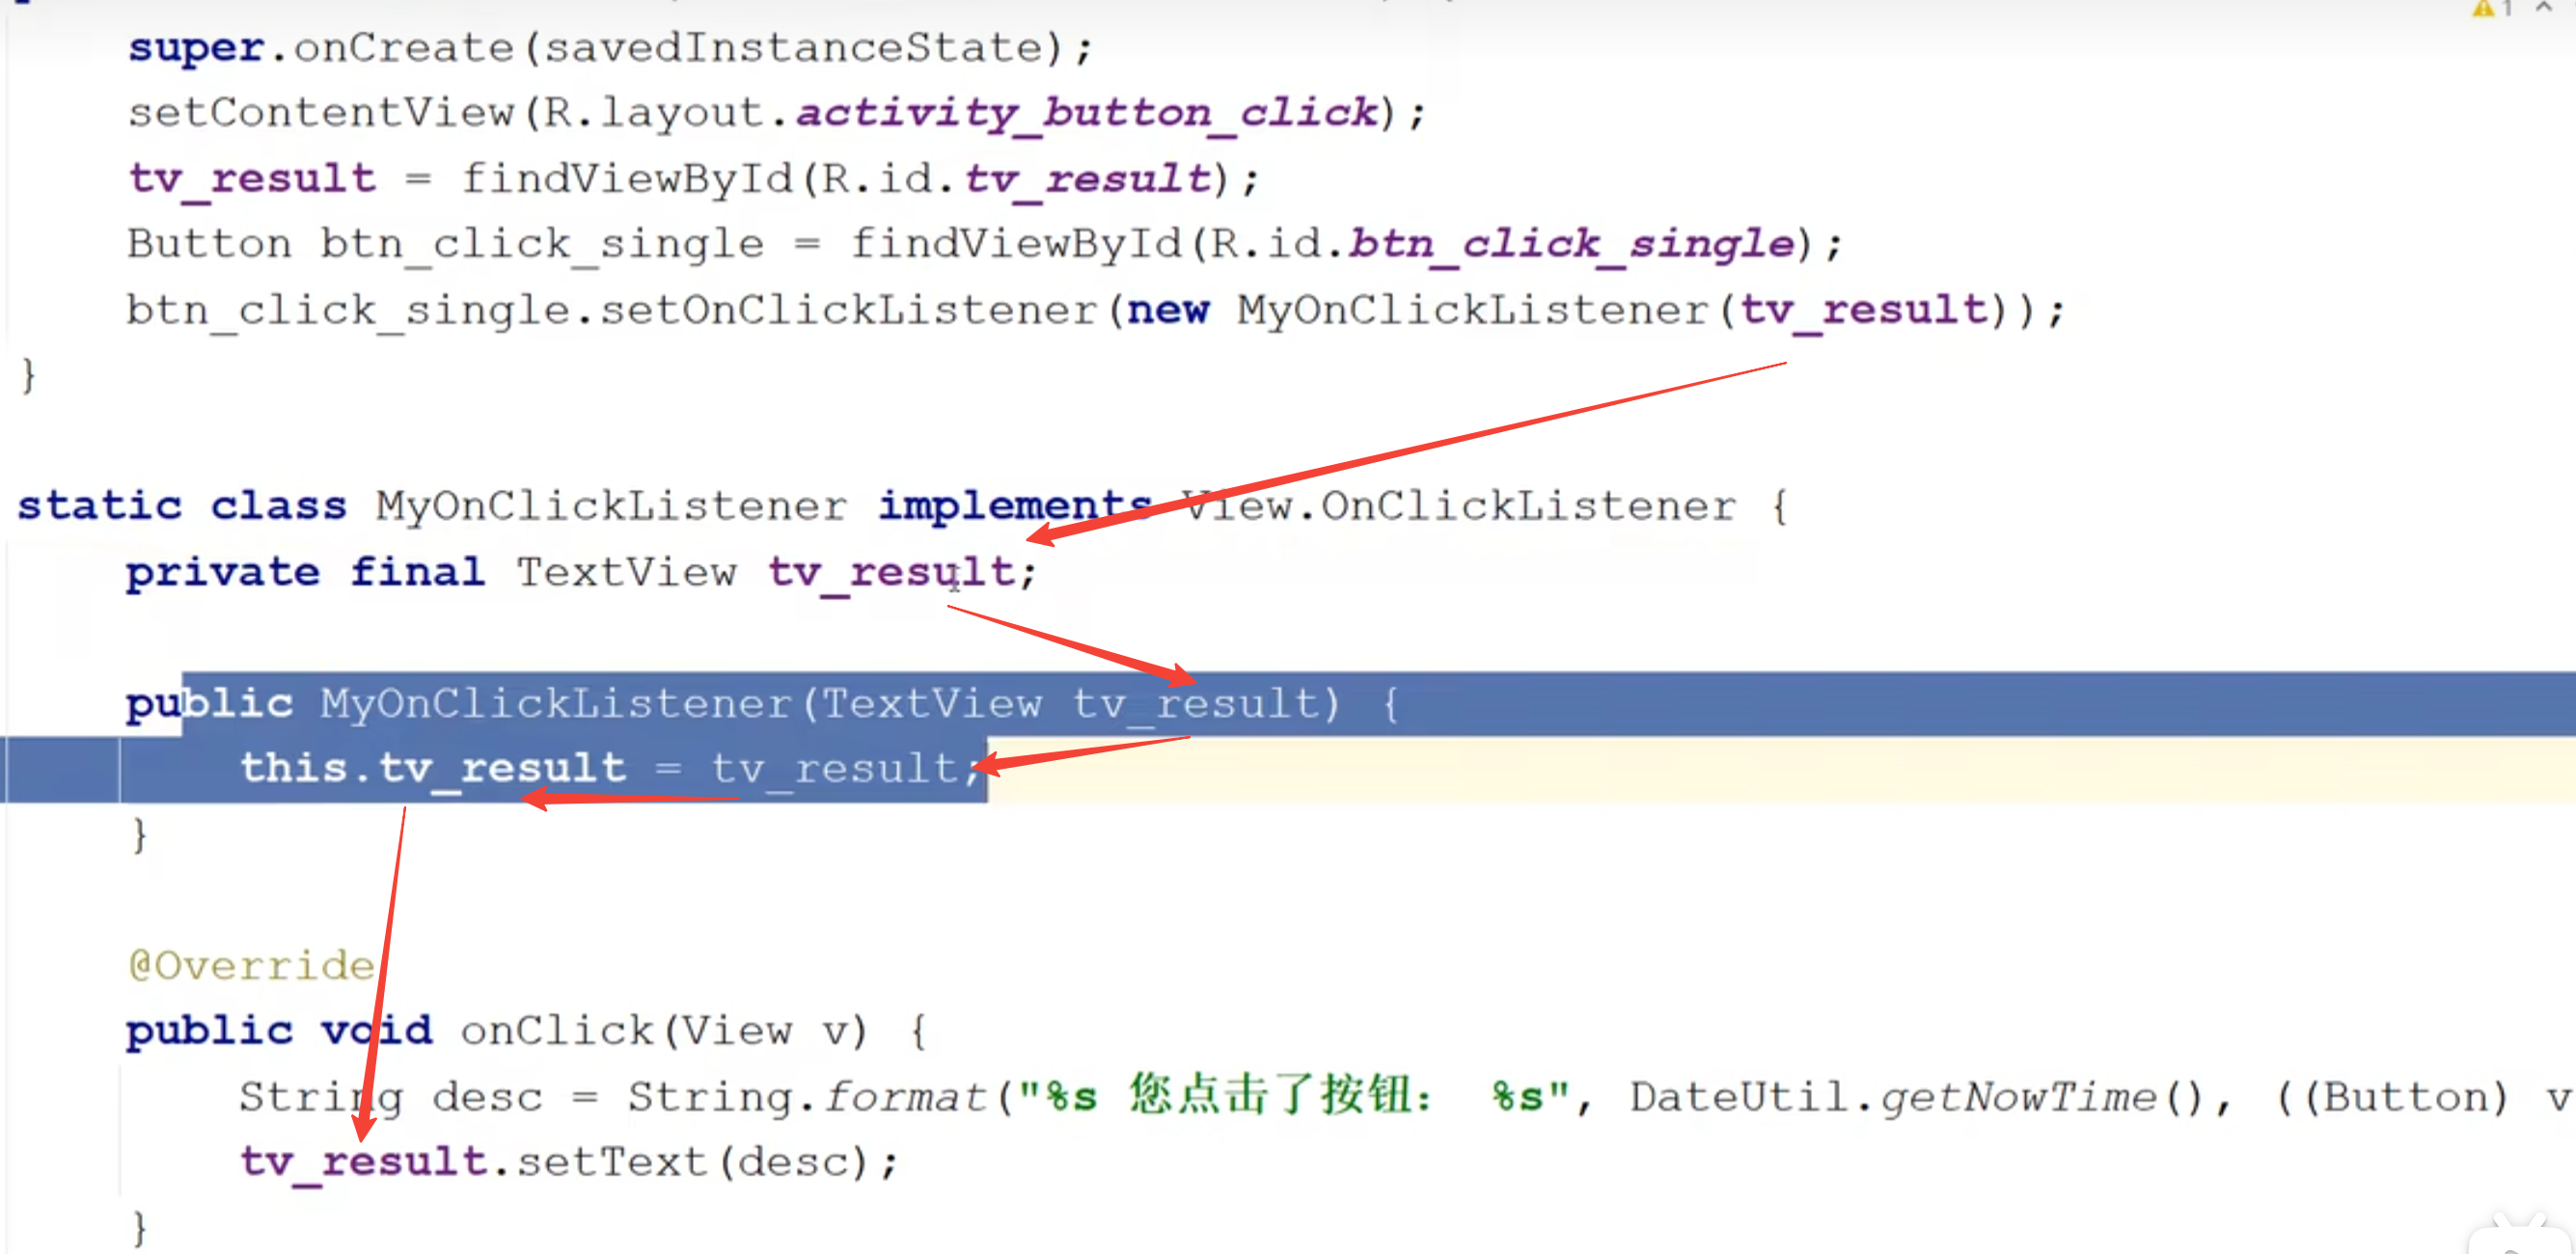 1
super.onCreate(savedInstanceState);
setContentView(R.layout.activity_button_click);
tv_result = findViewById(R.id.tv_result);
Button btn_click_single = findViewById(R.id.btn_click_single);
btn_click_single.setOnClickListener(new MyOnClickListener(tv_result));
}
static class MyOnClickListener implements View.OnClickListener {
private final TextView tv_result;
public MyOnClickListener(TextView tv_result) {
this.tv_result = tv_result;
}
@Override
public void onClick(View v) {
String desc = String.format("%s 您点击了按钮： %s", DateUtil.getNowTime(), ((Button) v
tv_result.setText(desc);
}